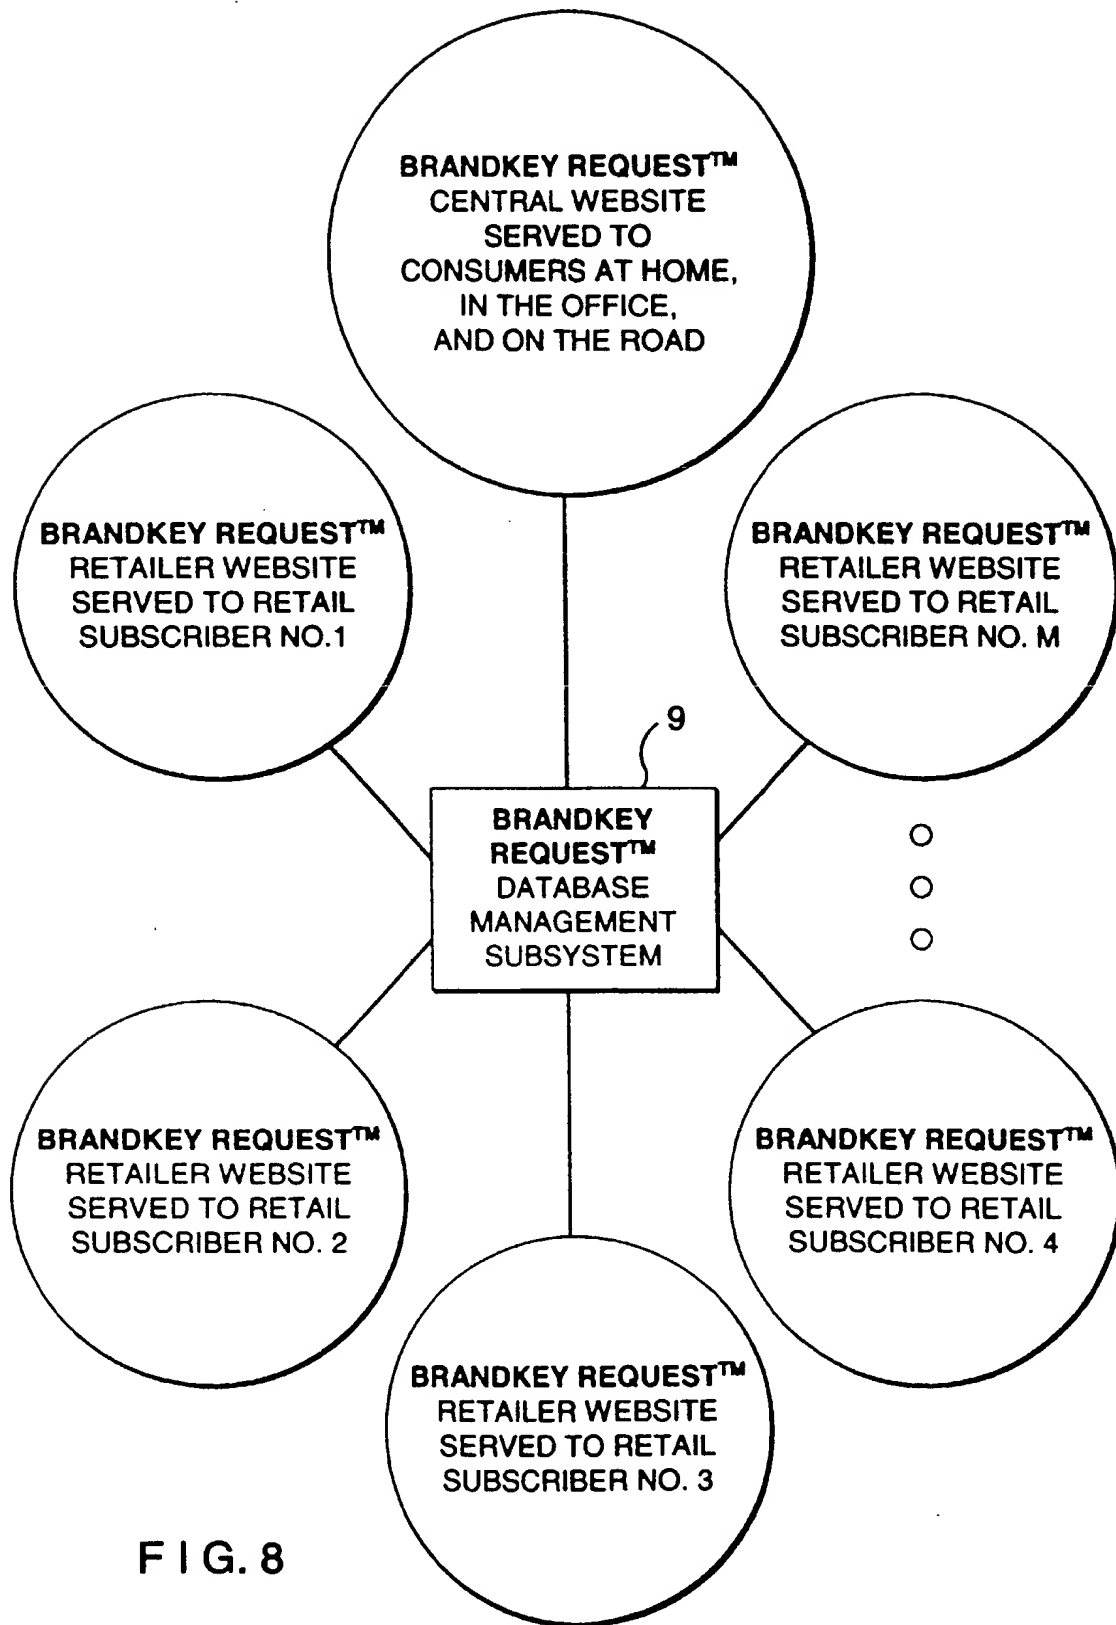 BRANDKEY REQUEST™
CENTRAL WEBSITE
SERVED TO
CONSUMERS AT HOME,
IN THE OFFICE,
AND ON THE ROAD
BRANDKEY REQUEST™
RETAILER WEBSITE
SERVED TO RETAIL
SUBSCRIBER NO.1
BRANDKEY REQUEST™
RETAILER WEBSITE
SERVED TO RETAIL
SUBSCRIBER NO. M
9
BRANDKEY
REQUEST™
DATABASE
MANAGEMENT
SUBSYSTEM
BRANDKEY REQUEST™
RETAILER WEBSITE
SERVED TO RETAIL
SUBSCRIBER NO. 2
BRANDKEY REQUEST™
RETAILER WEBSITE
SERVED TO RETAIL
SUBSCRIBER NO. 4
BRANDKEY REQUEST™
RETAILER WEBSITE
SERVED TO RETAIL
SUBSCRIBER NO. 3
FIG. 8